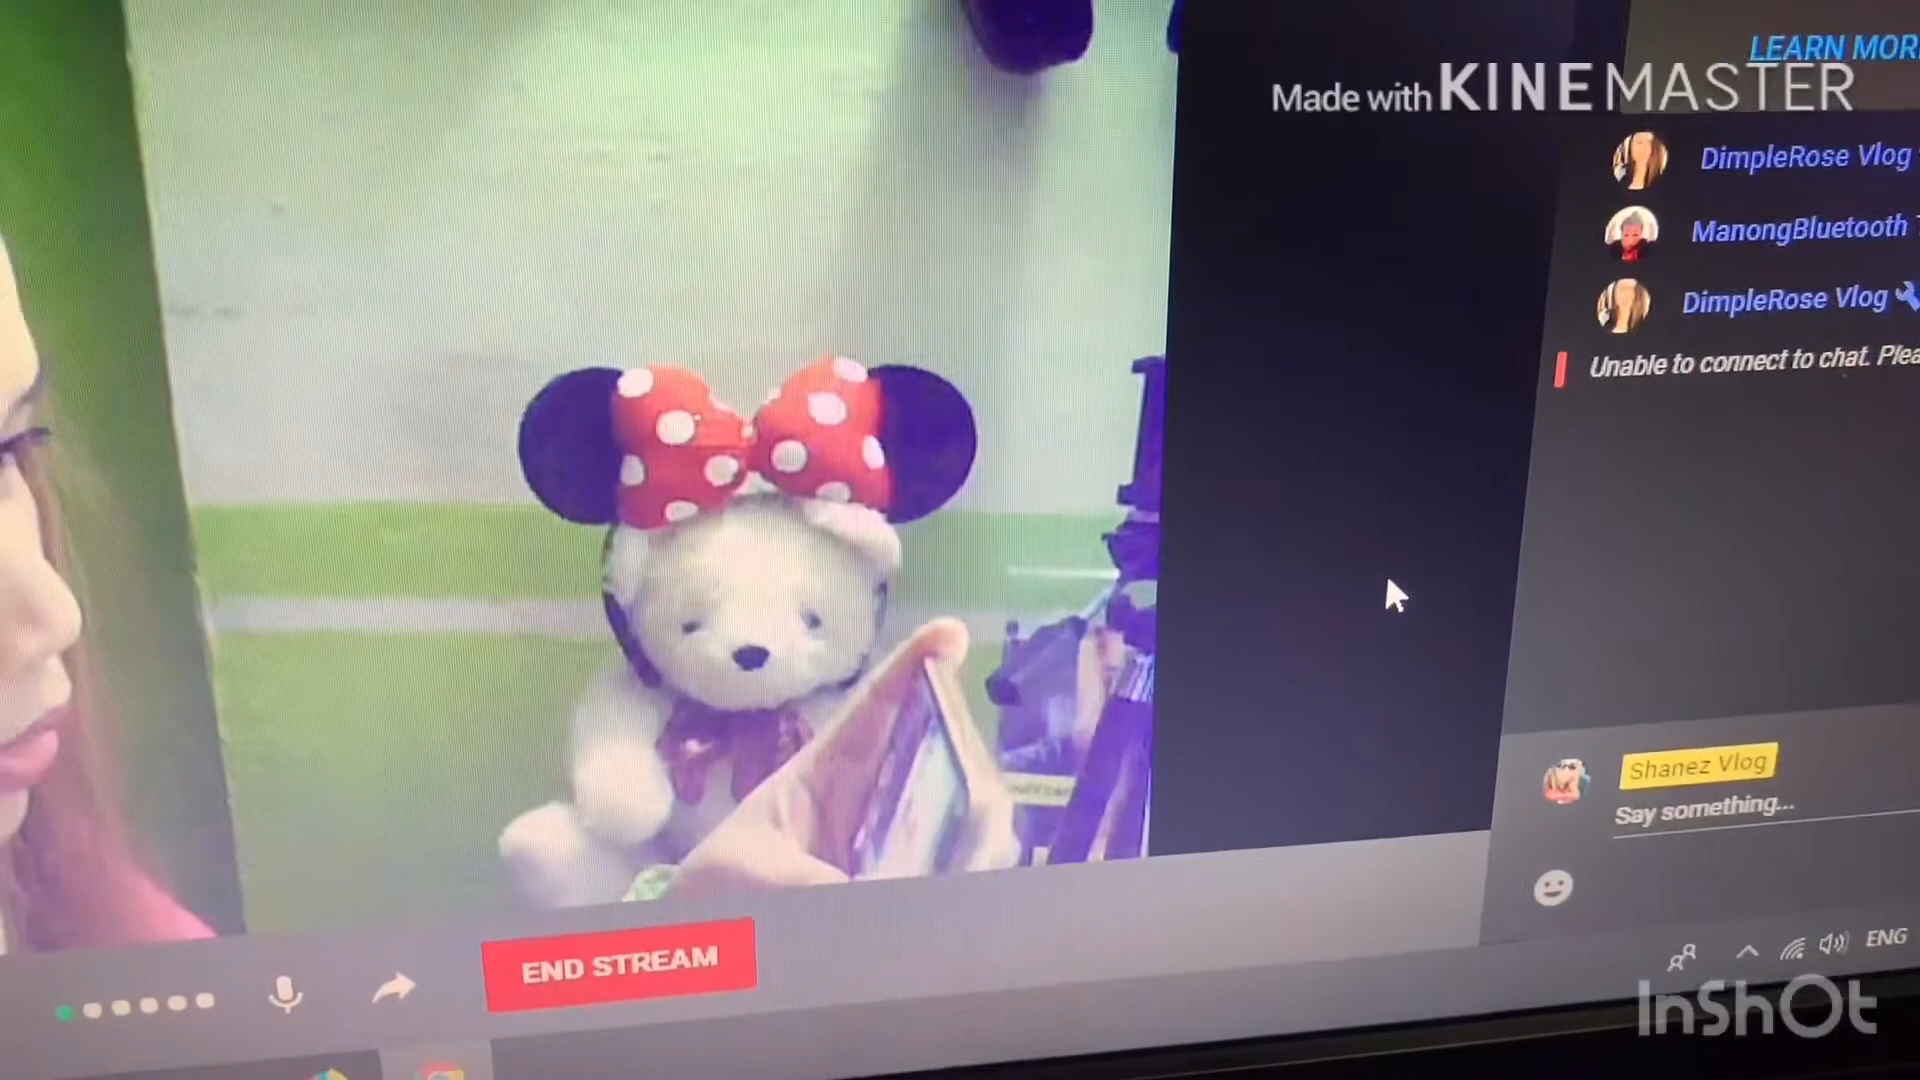 LEARN MOR
Made with KINEMASTER
DimpleRose Vlog
ManongBluetooth
DimpleRose Vlog
Unable to connect to chat. Plea
Shanez Vlog
Say something...
END STREAM
ENG
InShOt